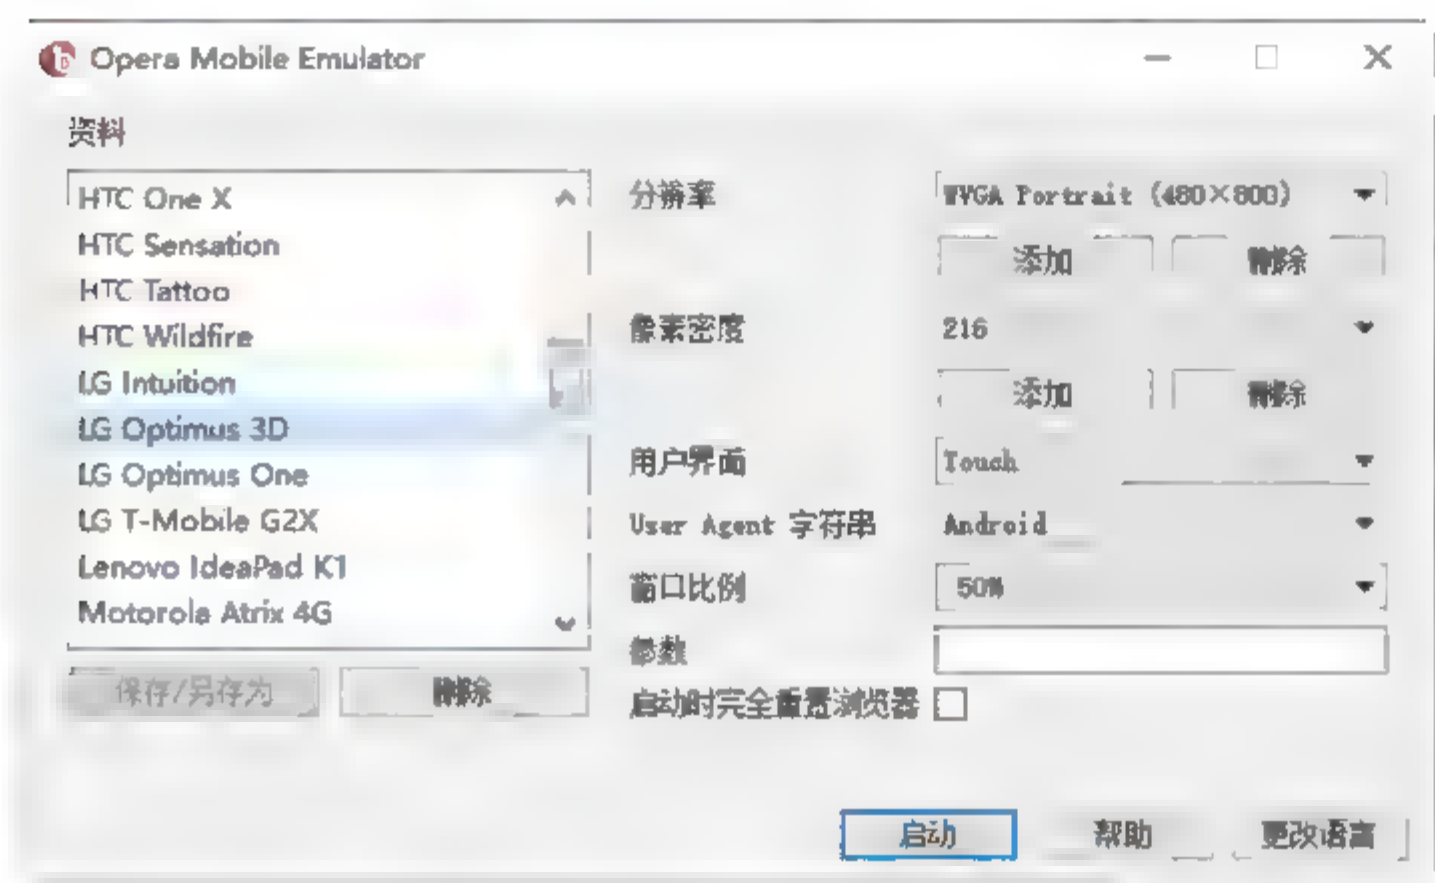 Opera Mobile Emulator
资料
HTC One X
HTC Sensation
HTC Tattoo
HTC Wildfire
LG Intuition
LG Optimus 3D
LG Optimus One
LG T-Mobile G2X
Lenovo IdeaPad K1
Motorola Atrix 4G
保存/另存为
删除
分辨率
WVGA Portrait (480×800)
添加
删除
像素密度
216
添加
删除
用户界面
Touch
User Agent 字符串
Android
窗口比例
50%
参数
启动时完全重置浏览器
启动
帮助
更改语言